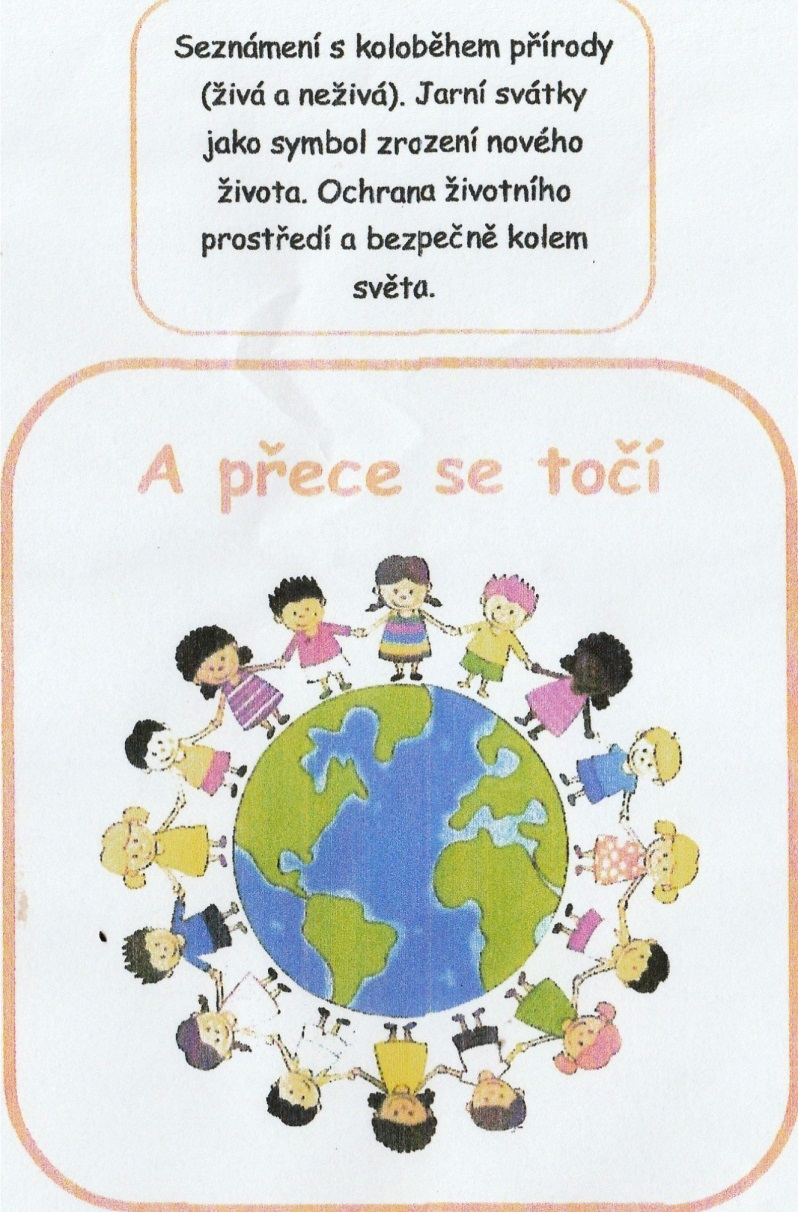 Seznámení s koloběhem přírody
(živá a neživá). Jarní svátky
jako symbol zrození nového
života. Ochrana životního
prostředí a bezpečně kolem
světa.
A přece se točí